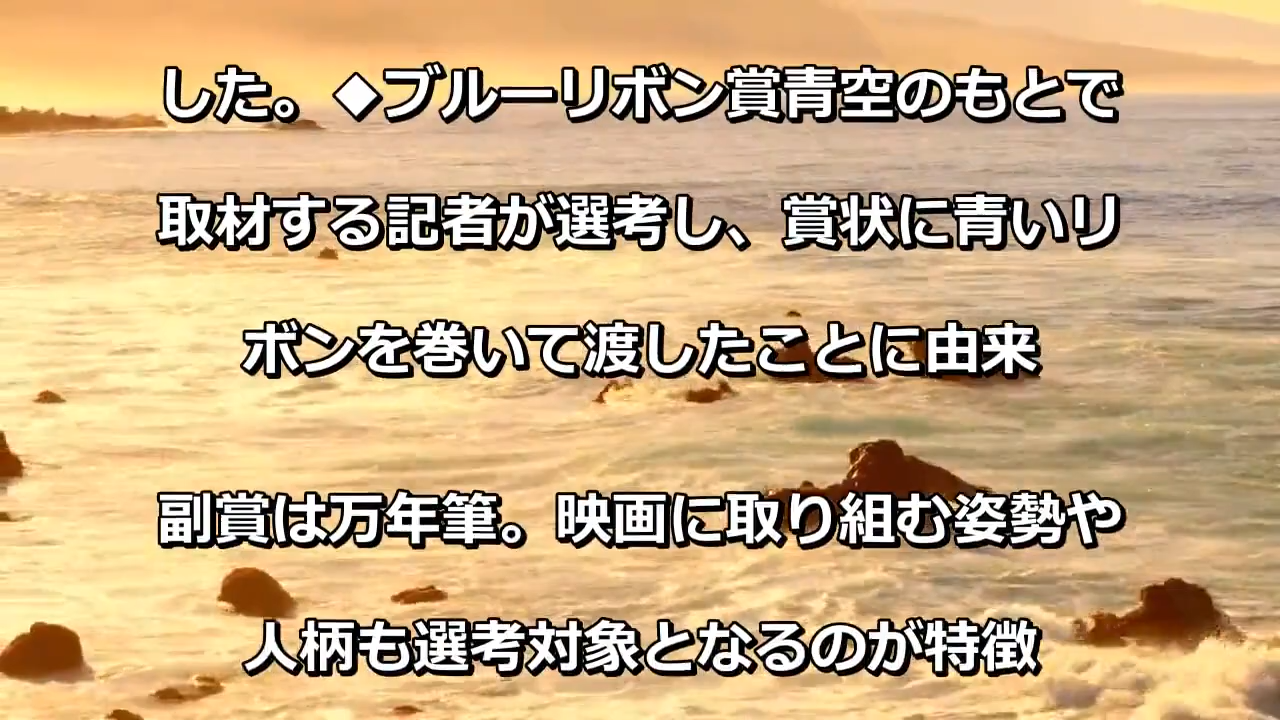 した。◆ブルーリボン賞青空のもとで
取材する記者が選考し、賞状に青いリ
ボンを巻いて渡したことに由来
副賞は万年筆。映画に取り組む姿勢や
人柄も選考対象となるのが特徴